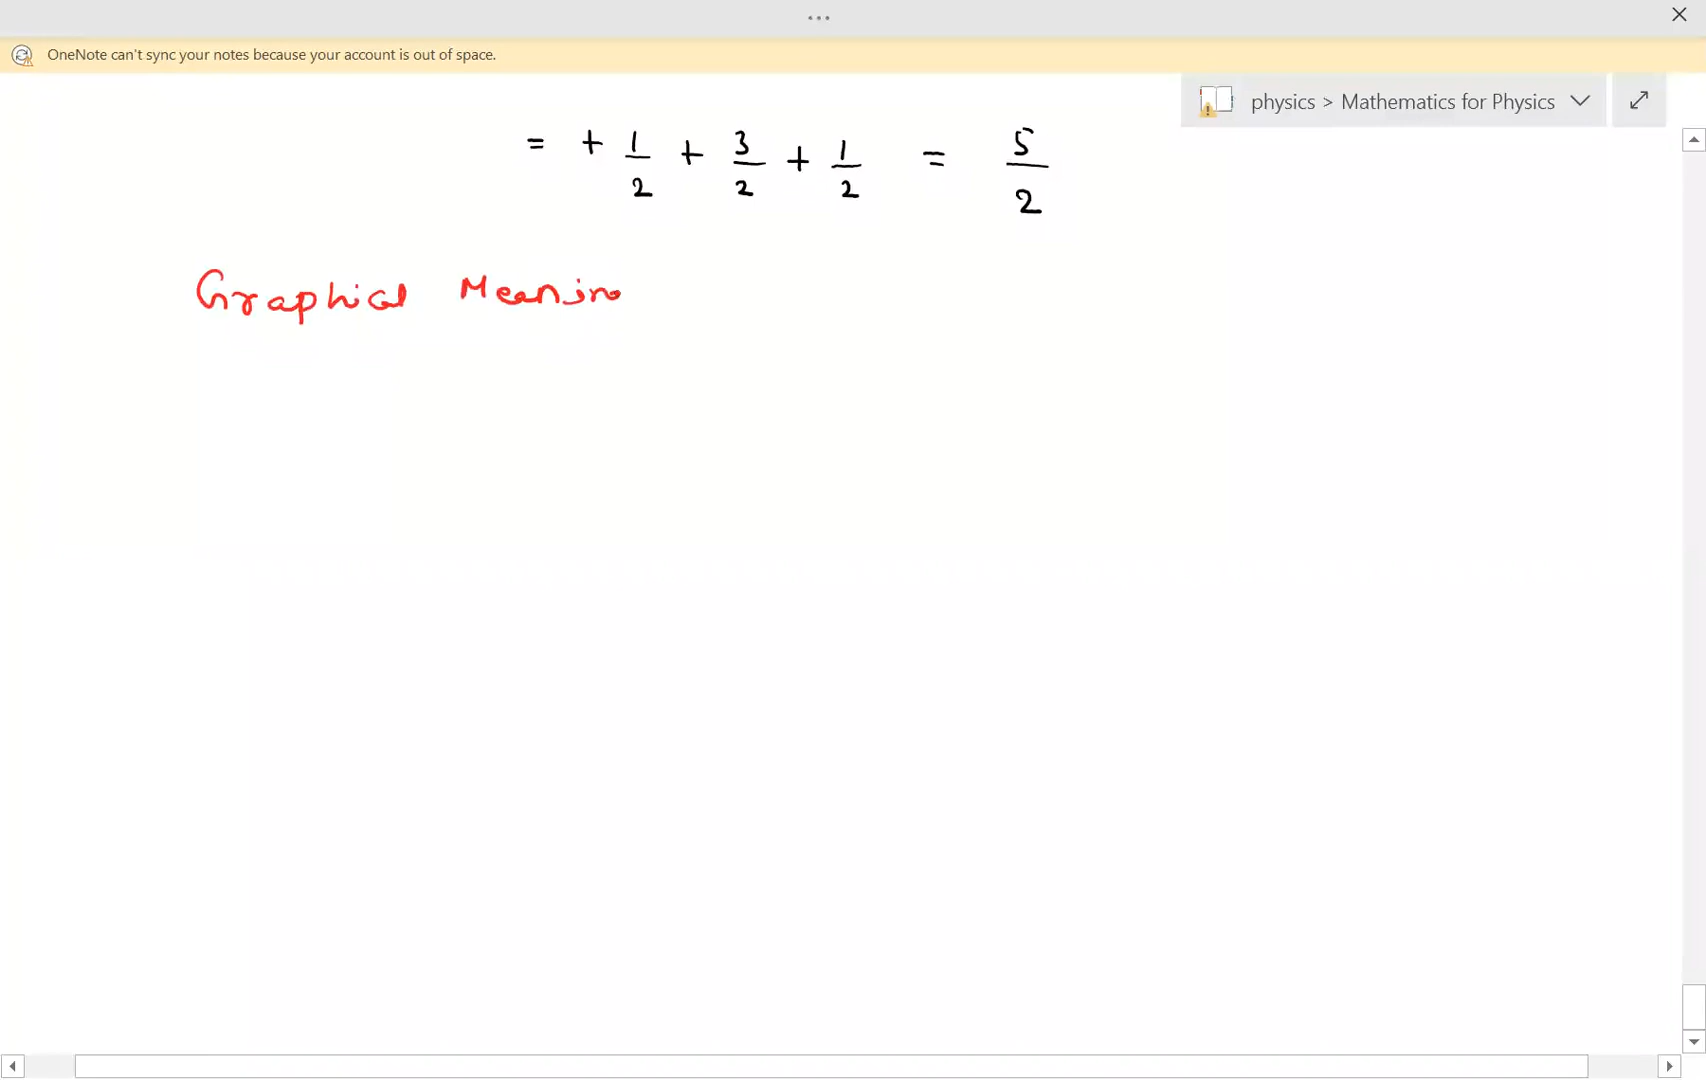 OneNote can't sync your notes because your account is out of space.
physics > Mathematics for Physics
= + 1/2 + 3/2 + 1/2 = 5/2
Graphical Meanin